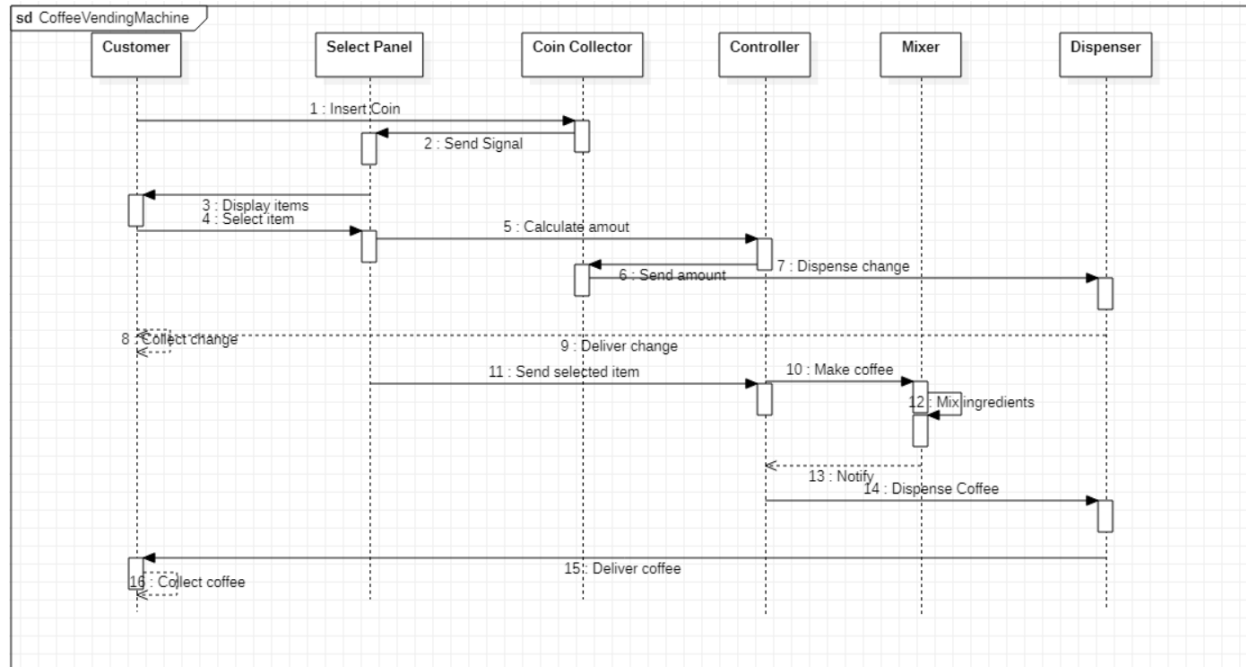 sd CoffeeVendingMachine
Customer
Select Panel
Coin Collector
Controller
Mixer
Dispenser
1 : Insert Coin
2 : Send Signal
3 : Display items
4 : Select item
5 : Calculate amout
6 : Send amount
7 : Dispense change
8 : Collect change
9 : Deliver change
10 : Make coffee
11 : Send selected item
12 : Mix ingredients
13 : Notify
14 : Dispense Coffee
15 : Deliver coffee
16 : Collect coffee